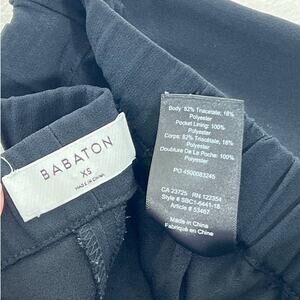 BABATON
XS
MADE IN CHINA
Body: 82% Triacetate; 18%
Polyester
Pocket Lining: 100%
Polyester
Corps: 82% Triacetate; 18%
Polyester
Doublure De La Poche: 100%
Polyester
PO 4500083245
CA 23725 RN 122354
Style # SBC1-6441-18
Article # 53467
Made in China
Fabriqué en Chine